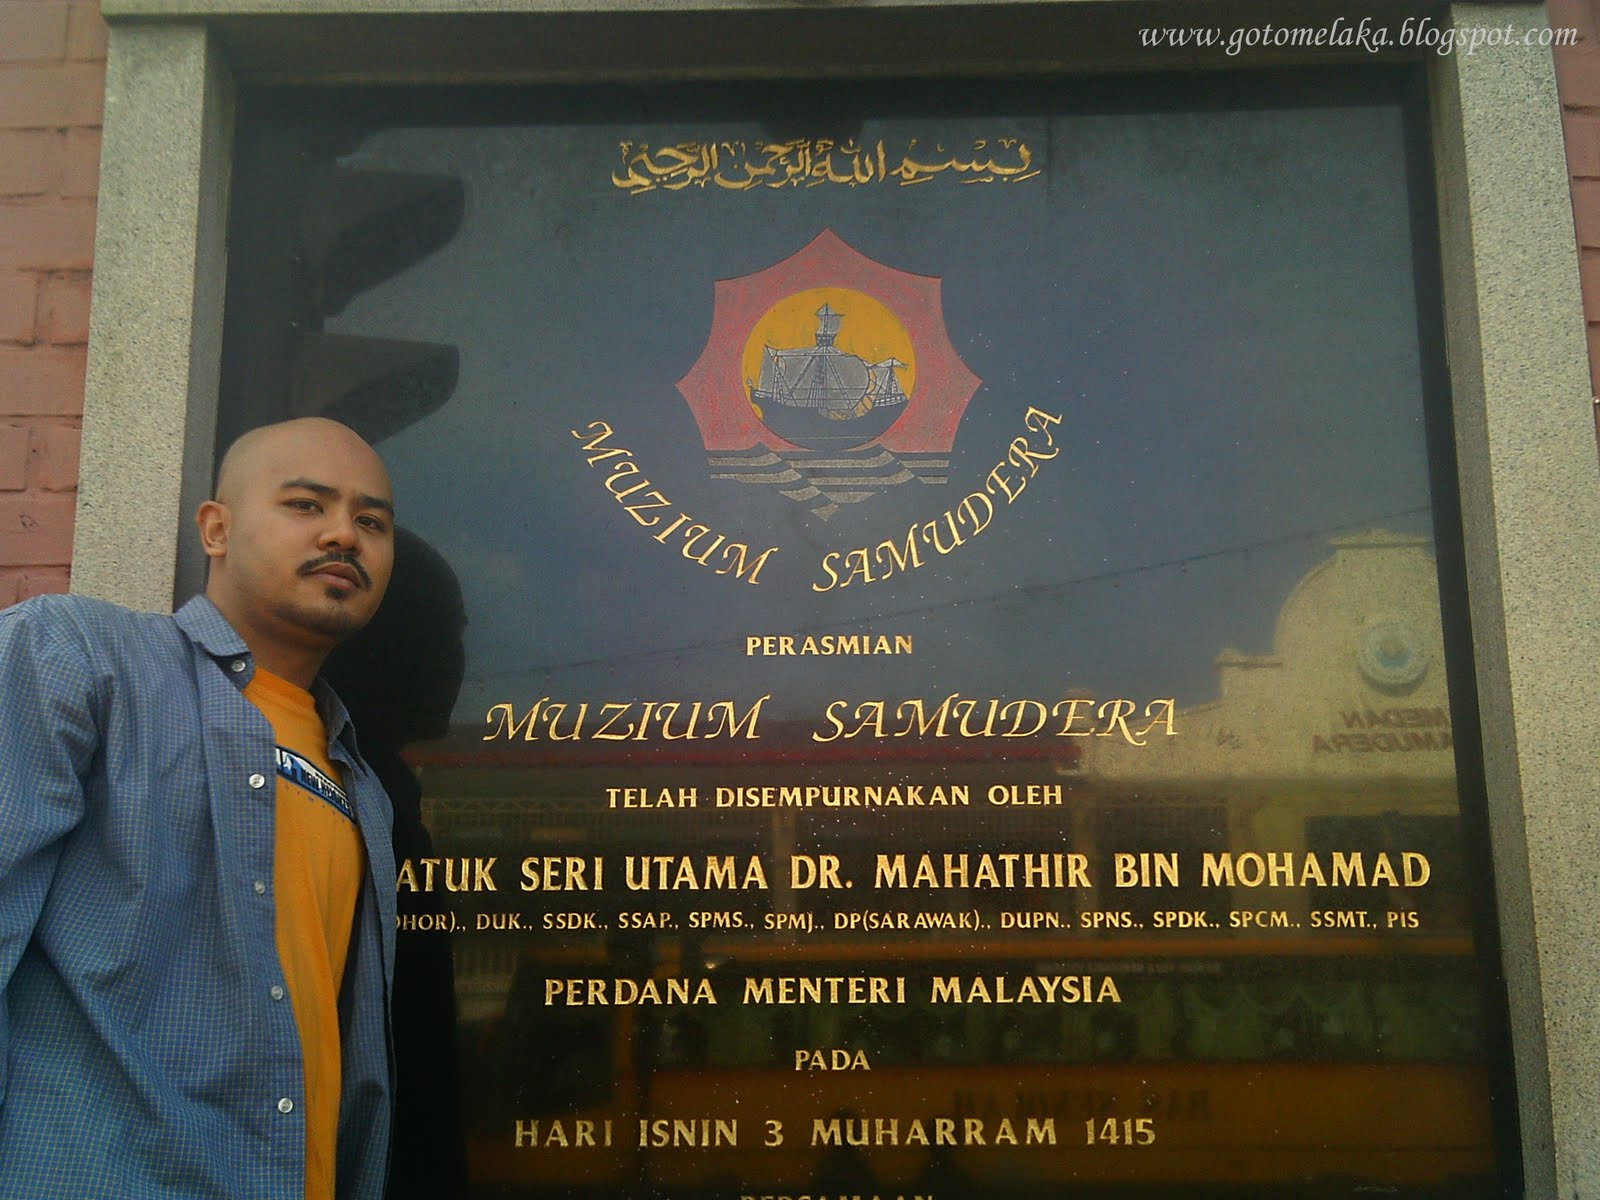 www.gotomelaka.blogspot.com
بسم الله الرحمن الرحيم
MUZIUM SAMUDERA
PERASMIAN
MUZIUM SAMUDERA
TELAH DISEMPURNAKAN OLEH
ATUK SERI UTAMA DR. MAHATHIR BIN MOHAMAD
HOR)., DUK., SSDK., SSAP., SPMS., SPMJ., DP(SARAWAK)., DUPN., SPNS., SPDK., SPCM., SSMT., PIS
PERDANA MENTERI MALAYSIA
PADA
HARI ISNIN 3 MUHARRAM 1415
MEDAN